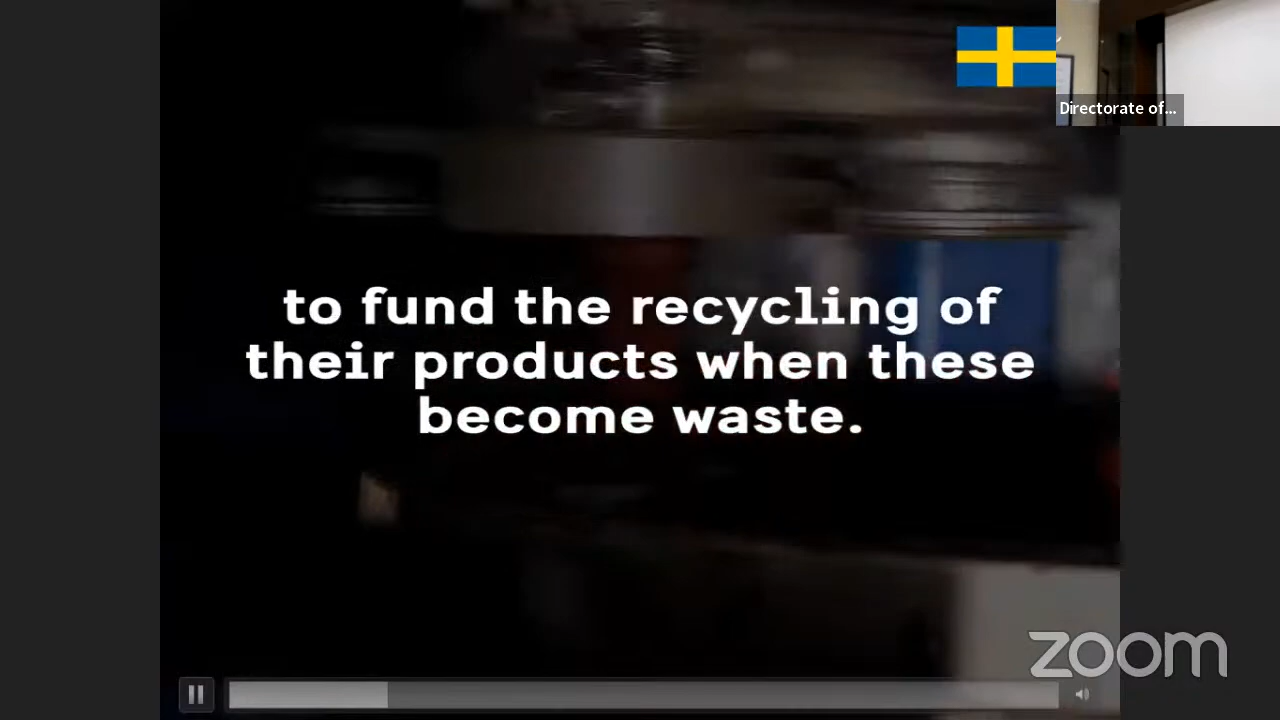 Directorate of...
to fund the recycling of
their products when these
become waste.
zoom